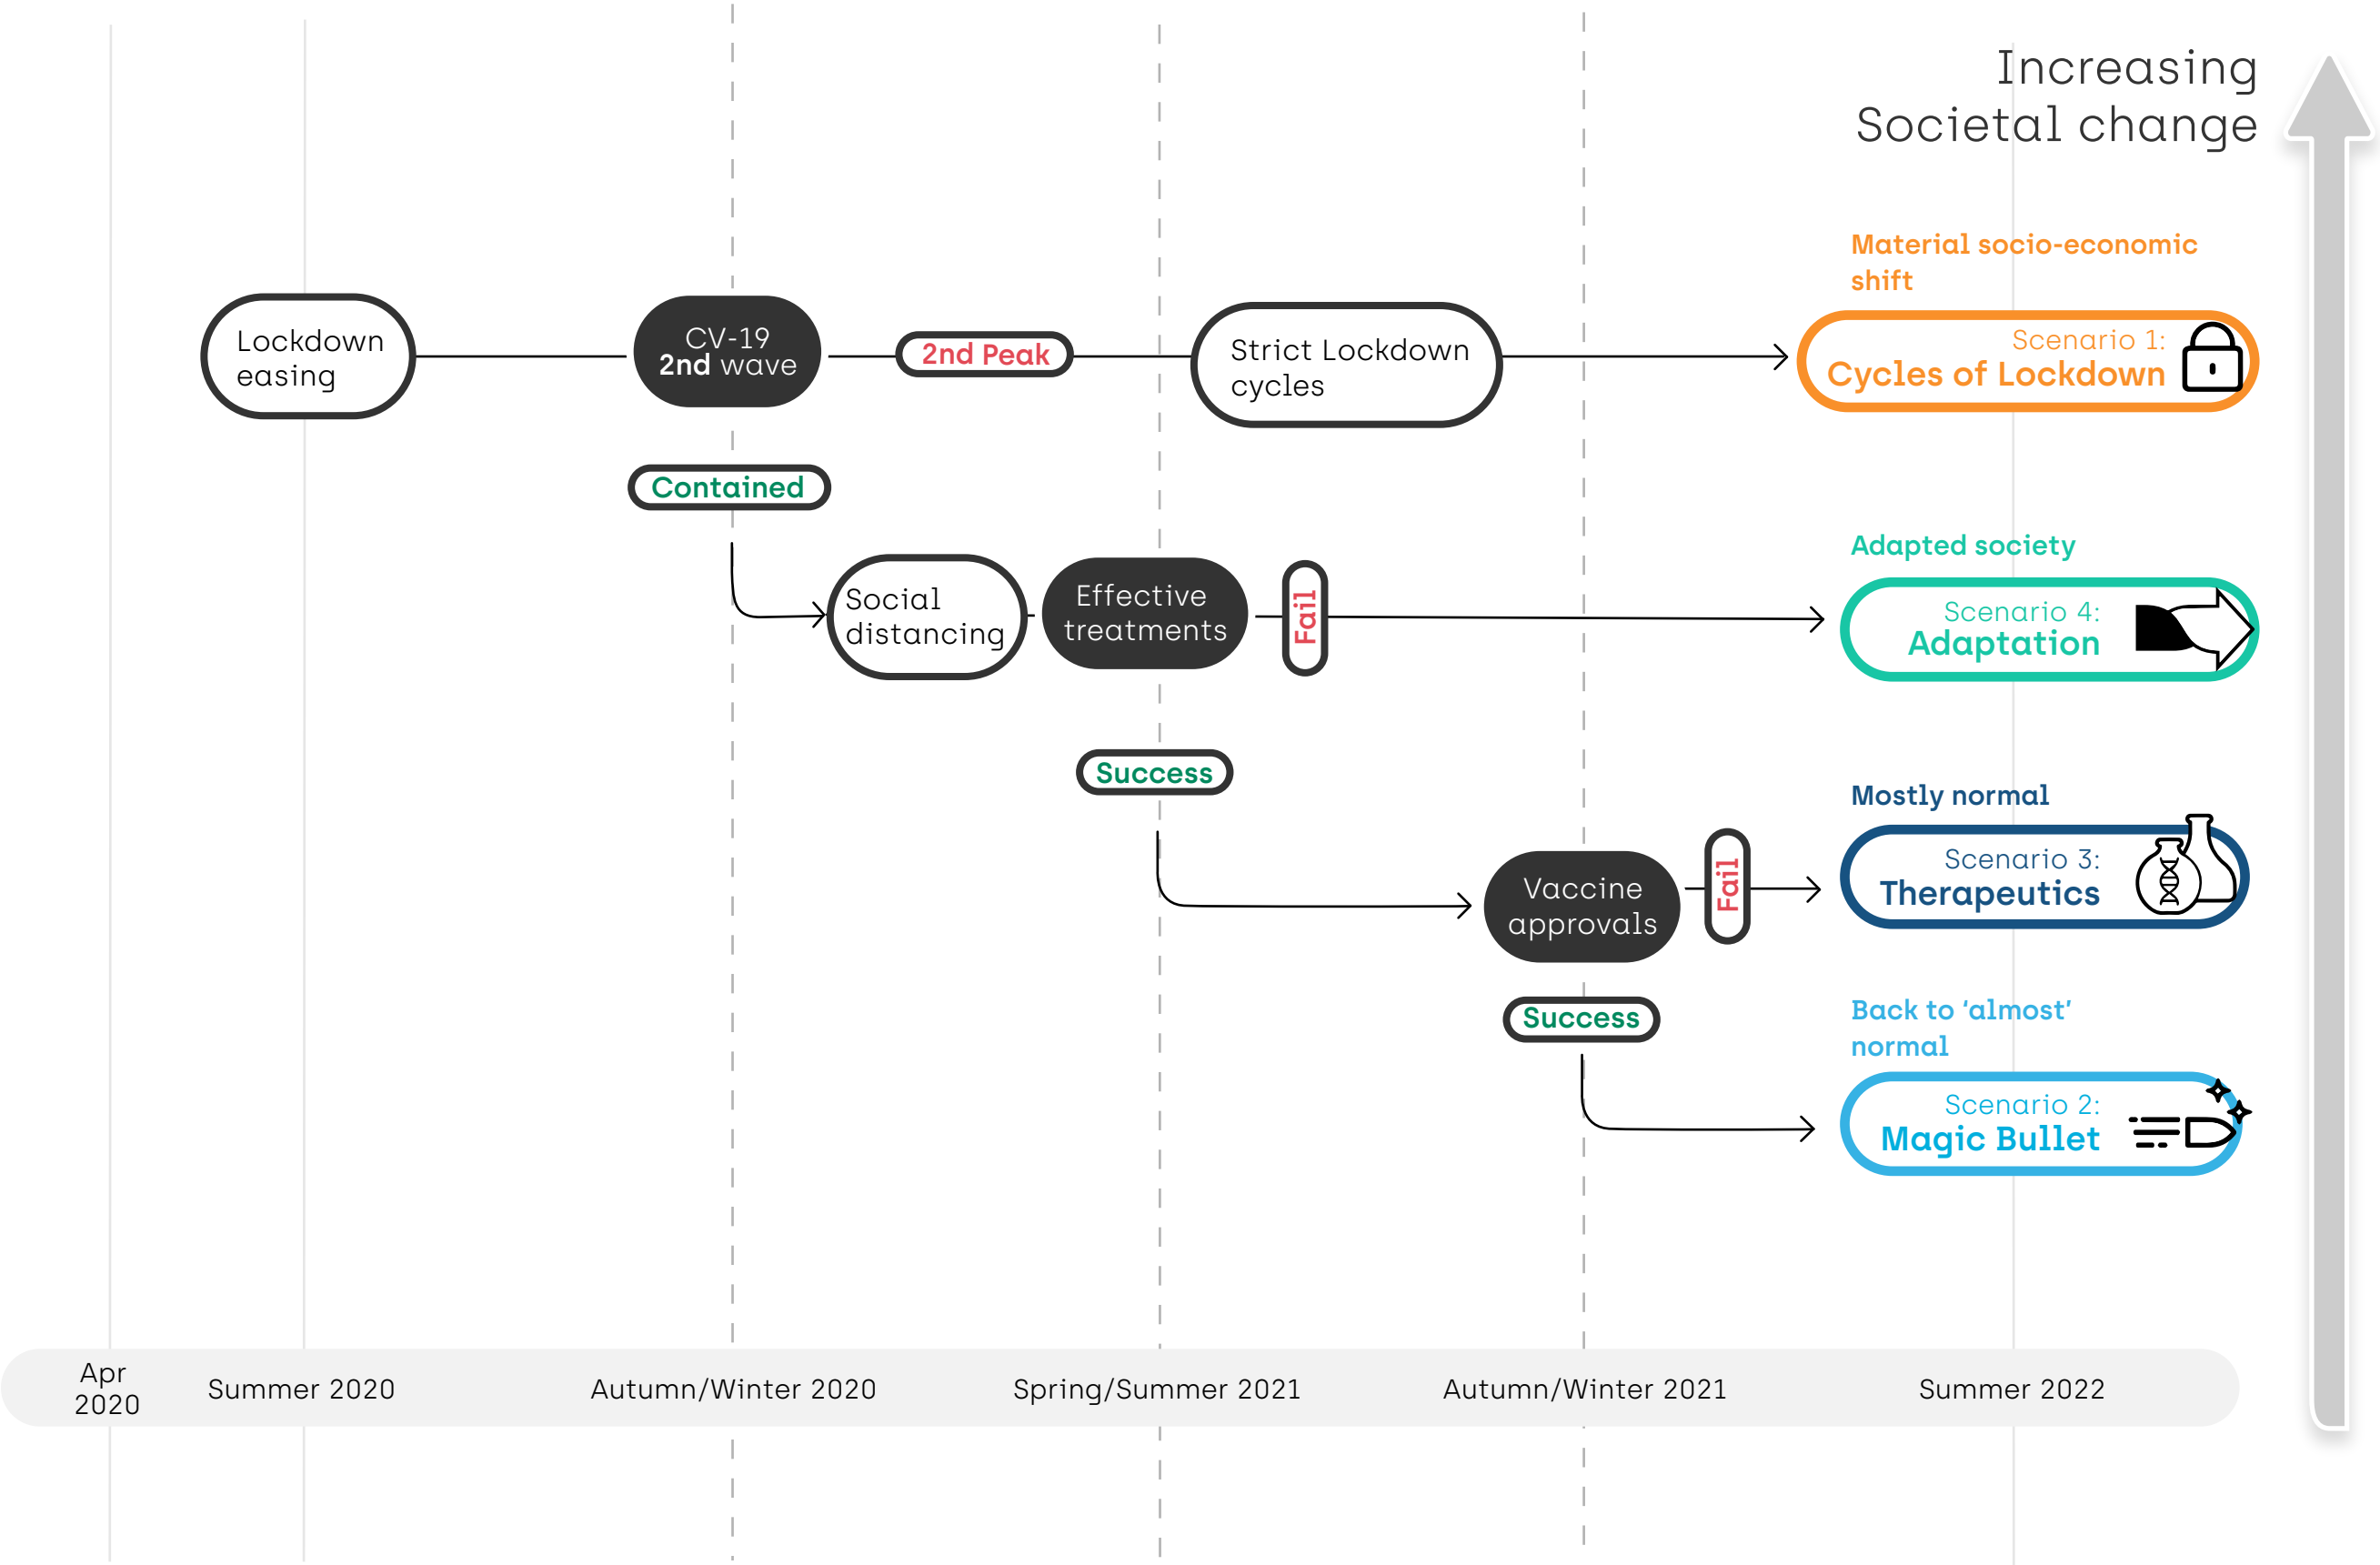 Increasing
Societal change
Material socio-economic
shift
Lockdown
easing
CV-19
2nd wave
2nd Peak
Strict Lockdown
cycles
Scenario 1:
Cycles of Lockdown
Contained
Social
distancing
Effective
treatments
Fail
Adapted society
Scenario 4:
Adaptation
Success
Mostly normal
Vaccine
approvals
Fail
Scenario 3:
Therapeutics
Success
Back to ‘almost’
normal
Scenario 2:
Magic Bullet
Apr
2020
Summer 2020
Autumn/Winter 2020
Spring/Summer 2021
Autumn/Winter 2021
Summer 2022